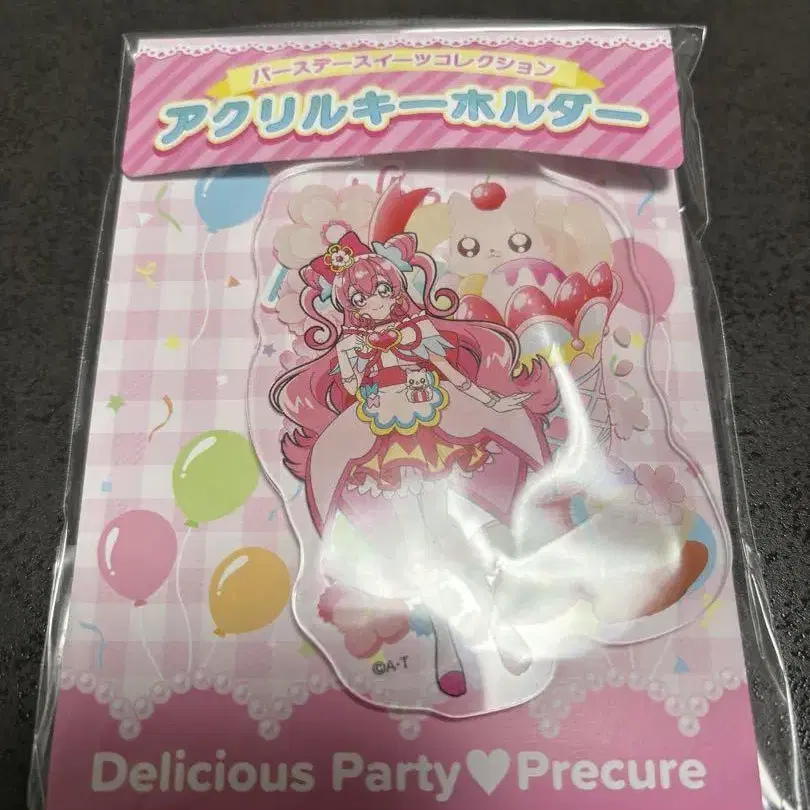 バースデースイーツコレクション
アクリルキーホルダー
©A・T
Delicious Party♥Precure